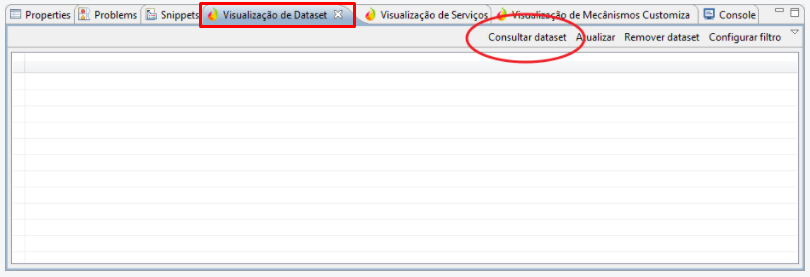 Properties Problems Snippets Visualização de Dataset Visualização de Serviços Visualização de Mecânismos Customiza Console
Consultar dataset Atualizar Remover dataset Configurar filtro